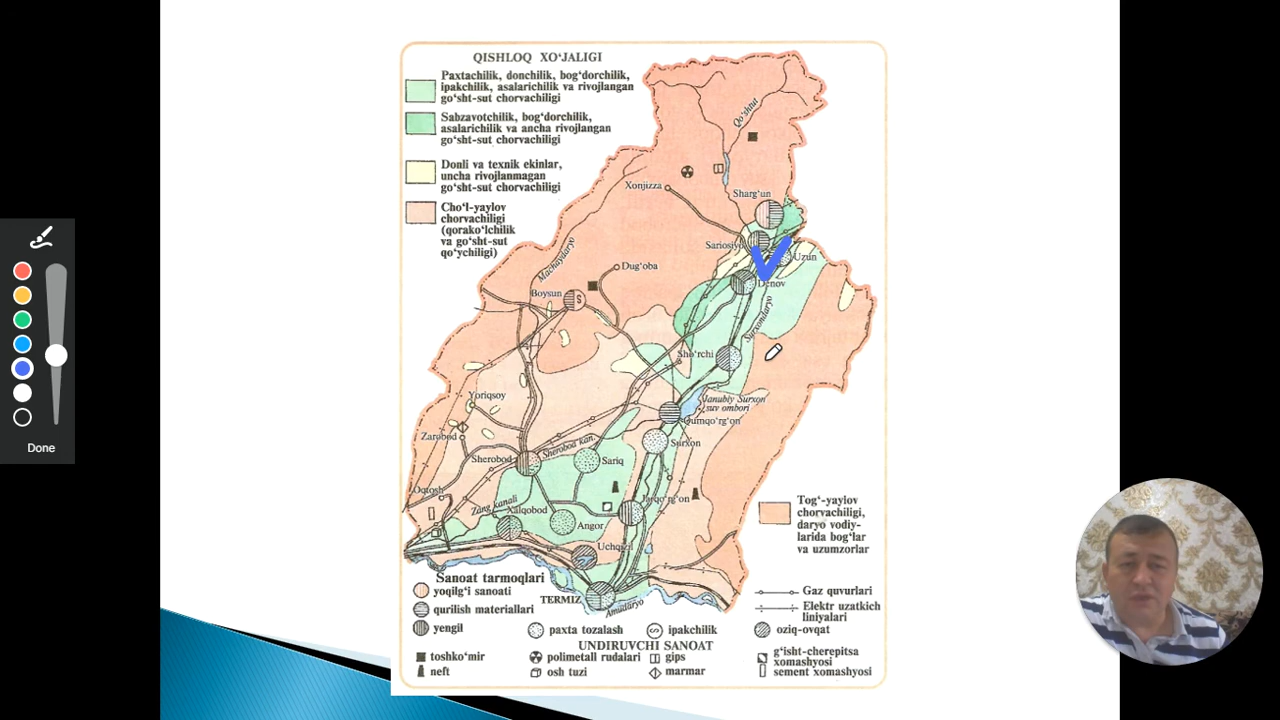 QISHLOQ XO‘JALIGI
Paxtachilik, donchilik, bog‘dorchilik,
ipakchilik, asalarichilik va rivojlangan
go‘sht-sut chorvachiligi
Sabzavotchilik, bog‘dorchilik,
asalarichilik va ancha rivojlangan
go‘sht-sut chorvachiligi
Donli va texnik ekinlar,
uncha rivojlanmagan
go‘sht-sut chorvachiligi
Cho‘l-yaylov
chorvachiligi
(qorako‘lchilik
va go‘sht-sut
qo‘ychiligi)
Xonjizza
Sharg‘un
Sariosiyo
Uzun
Machaydaryo
Dug‘oba
Boysun
Denov
Surxondaryo
Sho‘rchi
Yoriqsoy
Janubiy Surxon
suv ombori
Qumqo‘rg‘on
Zarabod
Sherobod kan.
Surxon
Sherobod
Sariq
Oqtosh
Jarqo‘rg‘on
Zang kanali
Xalqobod
Angor
Uchqizil
TERMIZ
Amudaryo
Tog‘-yaylov
chorvachiligi,
daryo vodiy-
larida bog‘lar
va uzumzorlar
Sanoat tarmoqlari
yoqilg‘i sanoati
qurilish materiallari
yengil
paxta tozalash
ipakchilik
oziq-ovqat
Gaz quvurlari
Elektr uzatkich
liniyalari
UNDIRUVCHI SANOAT
toshko‘mir
polimetall rudalari
gips
g‘isht-cherepitsa
xomashyosi
neft
osh tuzi
marmar
sement xomashyosi
Done